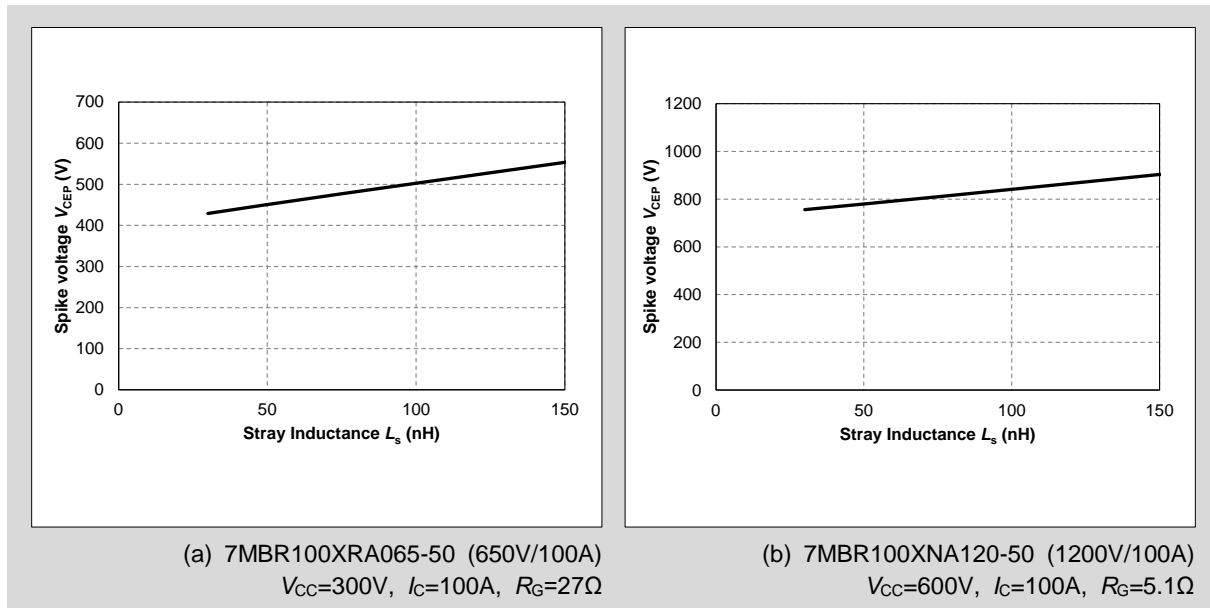 700
600
500
400
300
200
100
0
0 50 100 150
Spike voltage VCEP (V)
Stray Inductance Ls (nH)
(a) 7MBR100XRA065-50 (650V/100A)
VCC=300V, IC=100A, RG=27Ω
1200
1000
800
600
400
200
0
0 50 100 150
Spike voltage VCEP (V)
Stray Inductance Ls (nH)
(b) 7MBR100XNA120-50 (1200V/100A)
VCC=600V, IC=100A, RG=5.1Ω